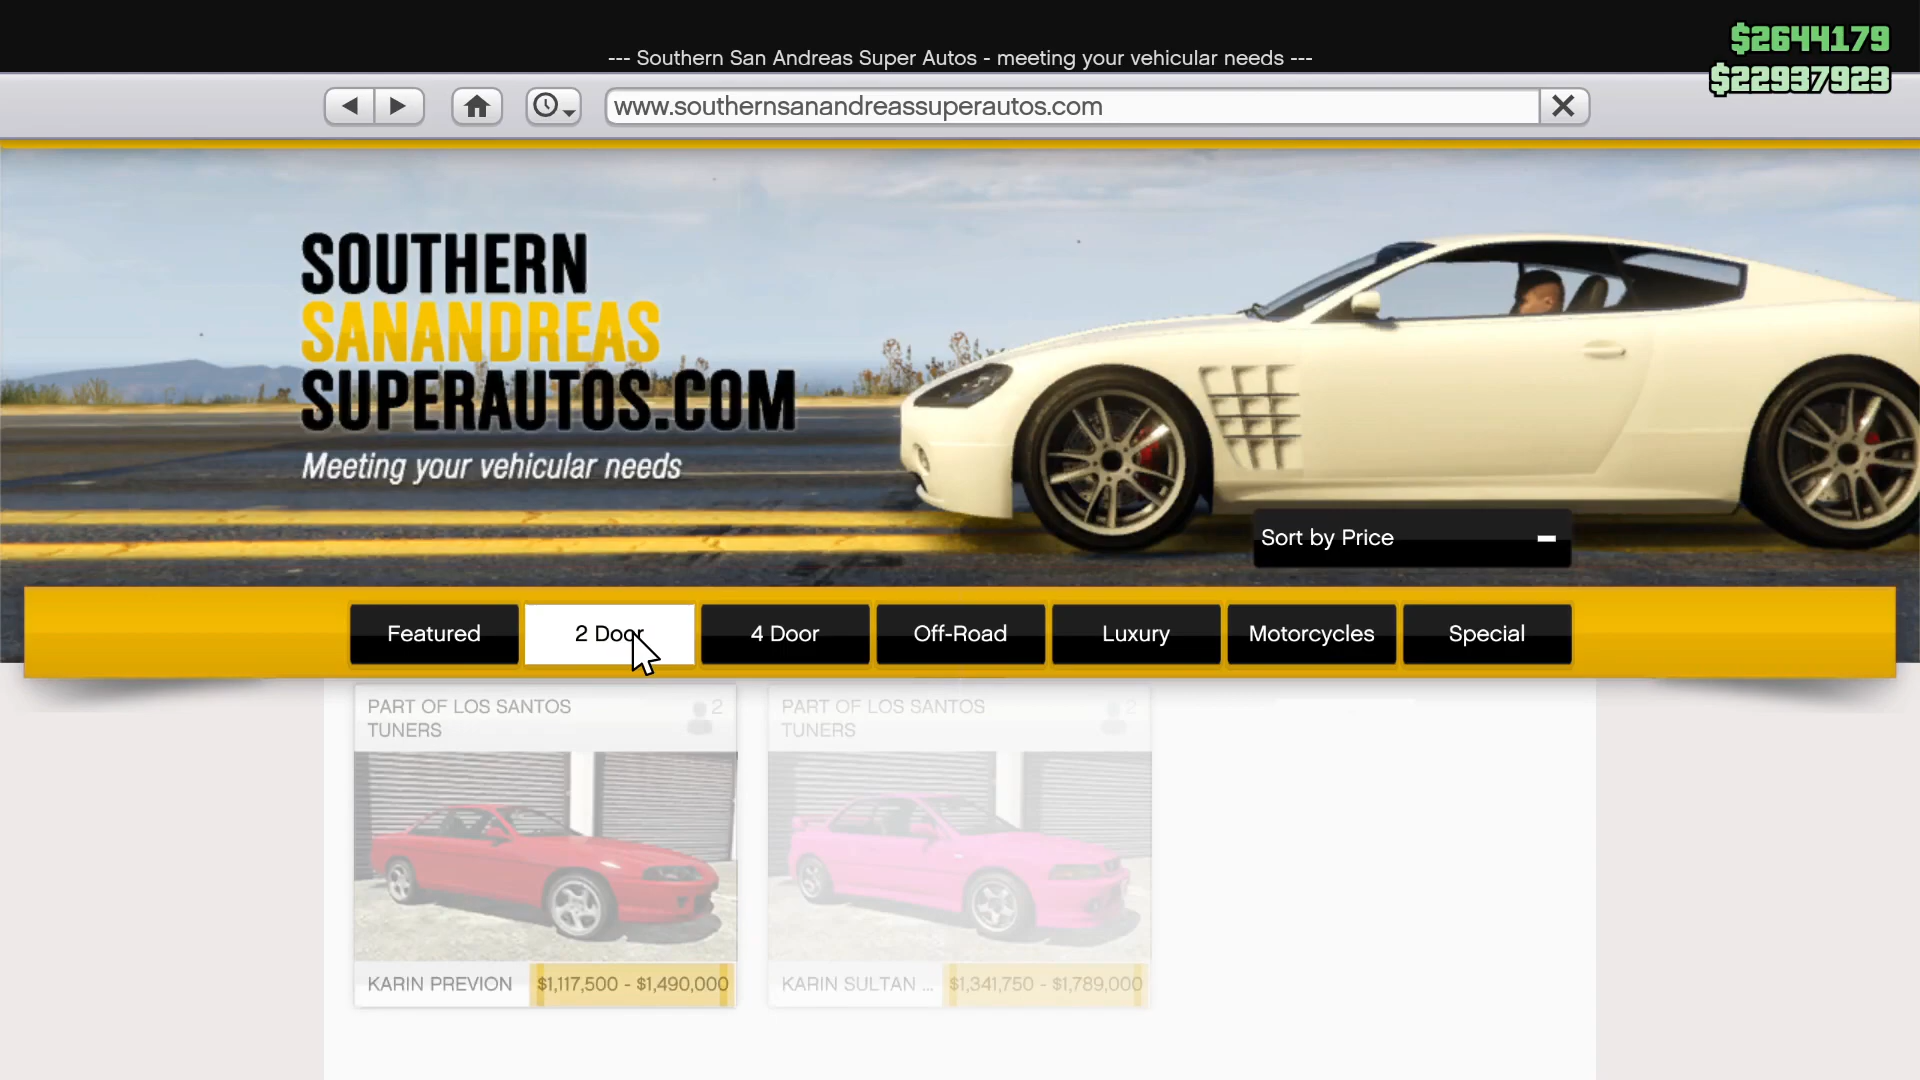 --- Southern San Andreas Super Autos - meeting your vehicular needs ---
$2644179
$22937923
www.southernsanandreassuperautos.com
SOUTHERN
SANANDREAS
SUPERAUTOS.COM
Meeting your vehicular needs
Sort by Price
Featured
2 Door
4 Door
Off-Road
Luxury
Motorcycles
Special
PART OF LOS SANTOS
TUNERS
2
PART OF LOS SANTOS
TUNERS
2
KARIN PREVION
$1,117,500 - $1,490,000
KARIN SULTAN ...
$1,341,750 - $1,789,000